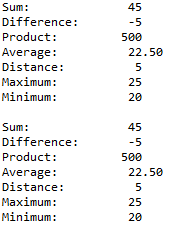 Sum:                45
Difference:         -5
Product:           500
Average:            22.50
Distance:            5
Maximum:            25
Minimum:            20

Sum:                45
Difference:         -5
Product:           500
Average:            22.50
Distance:            5
Maximum:            25
Minimum:            20